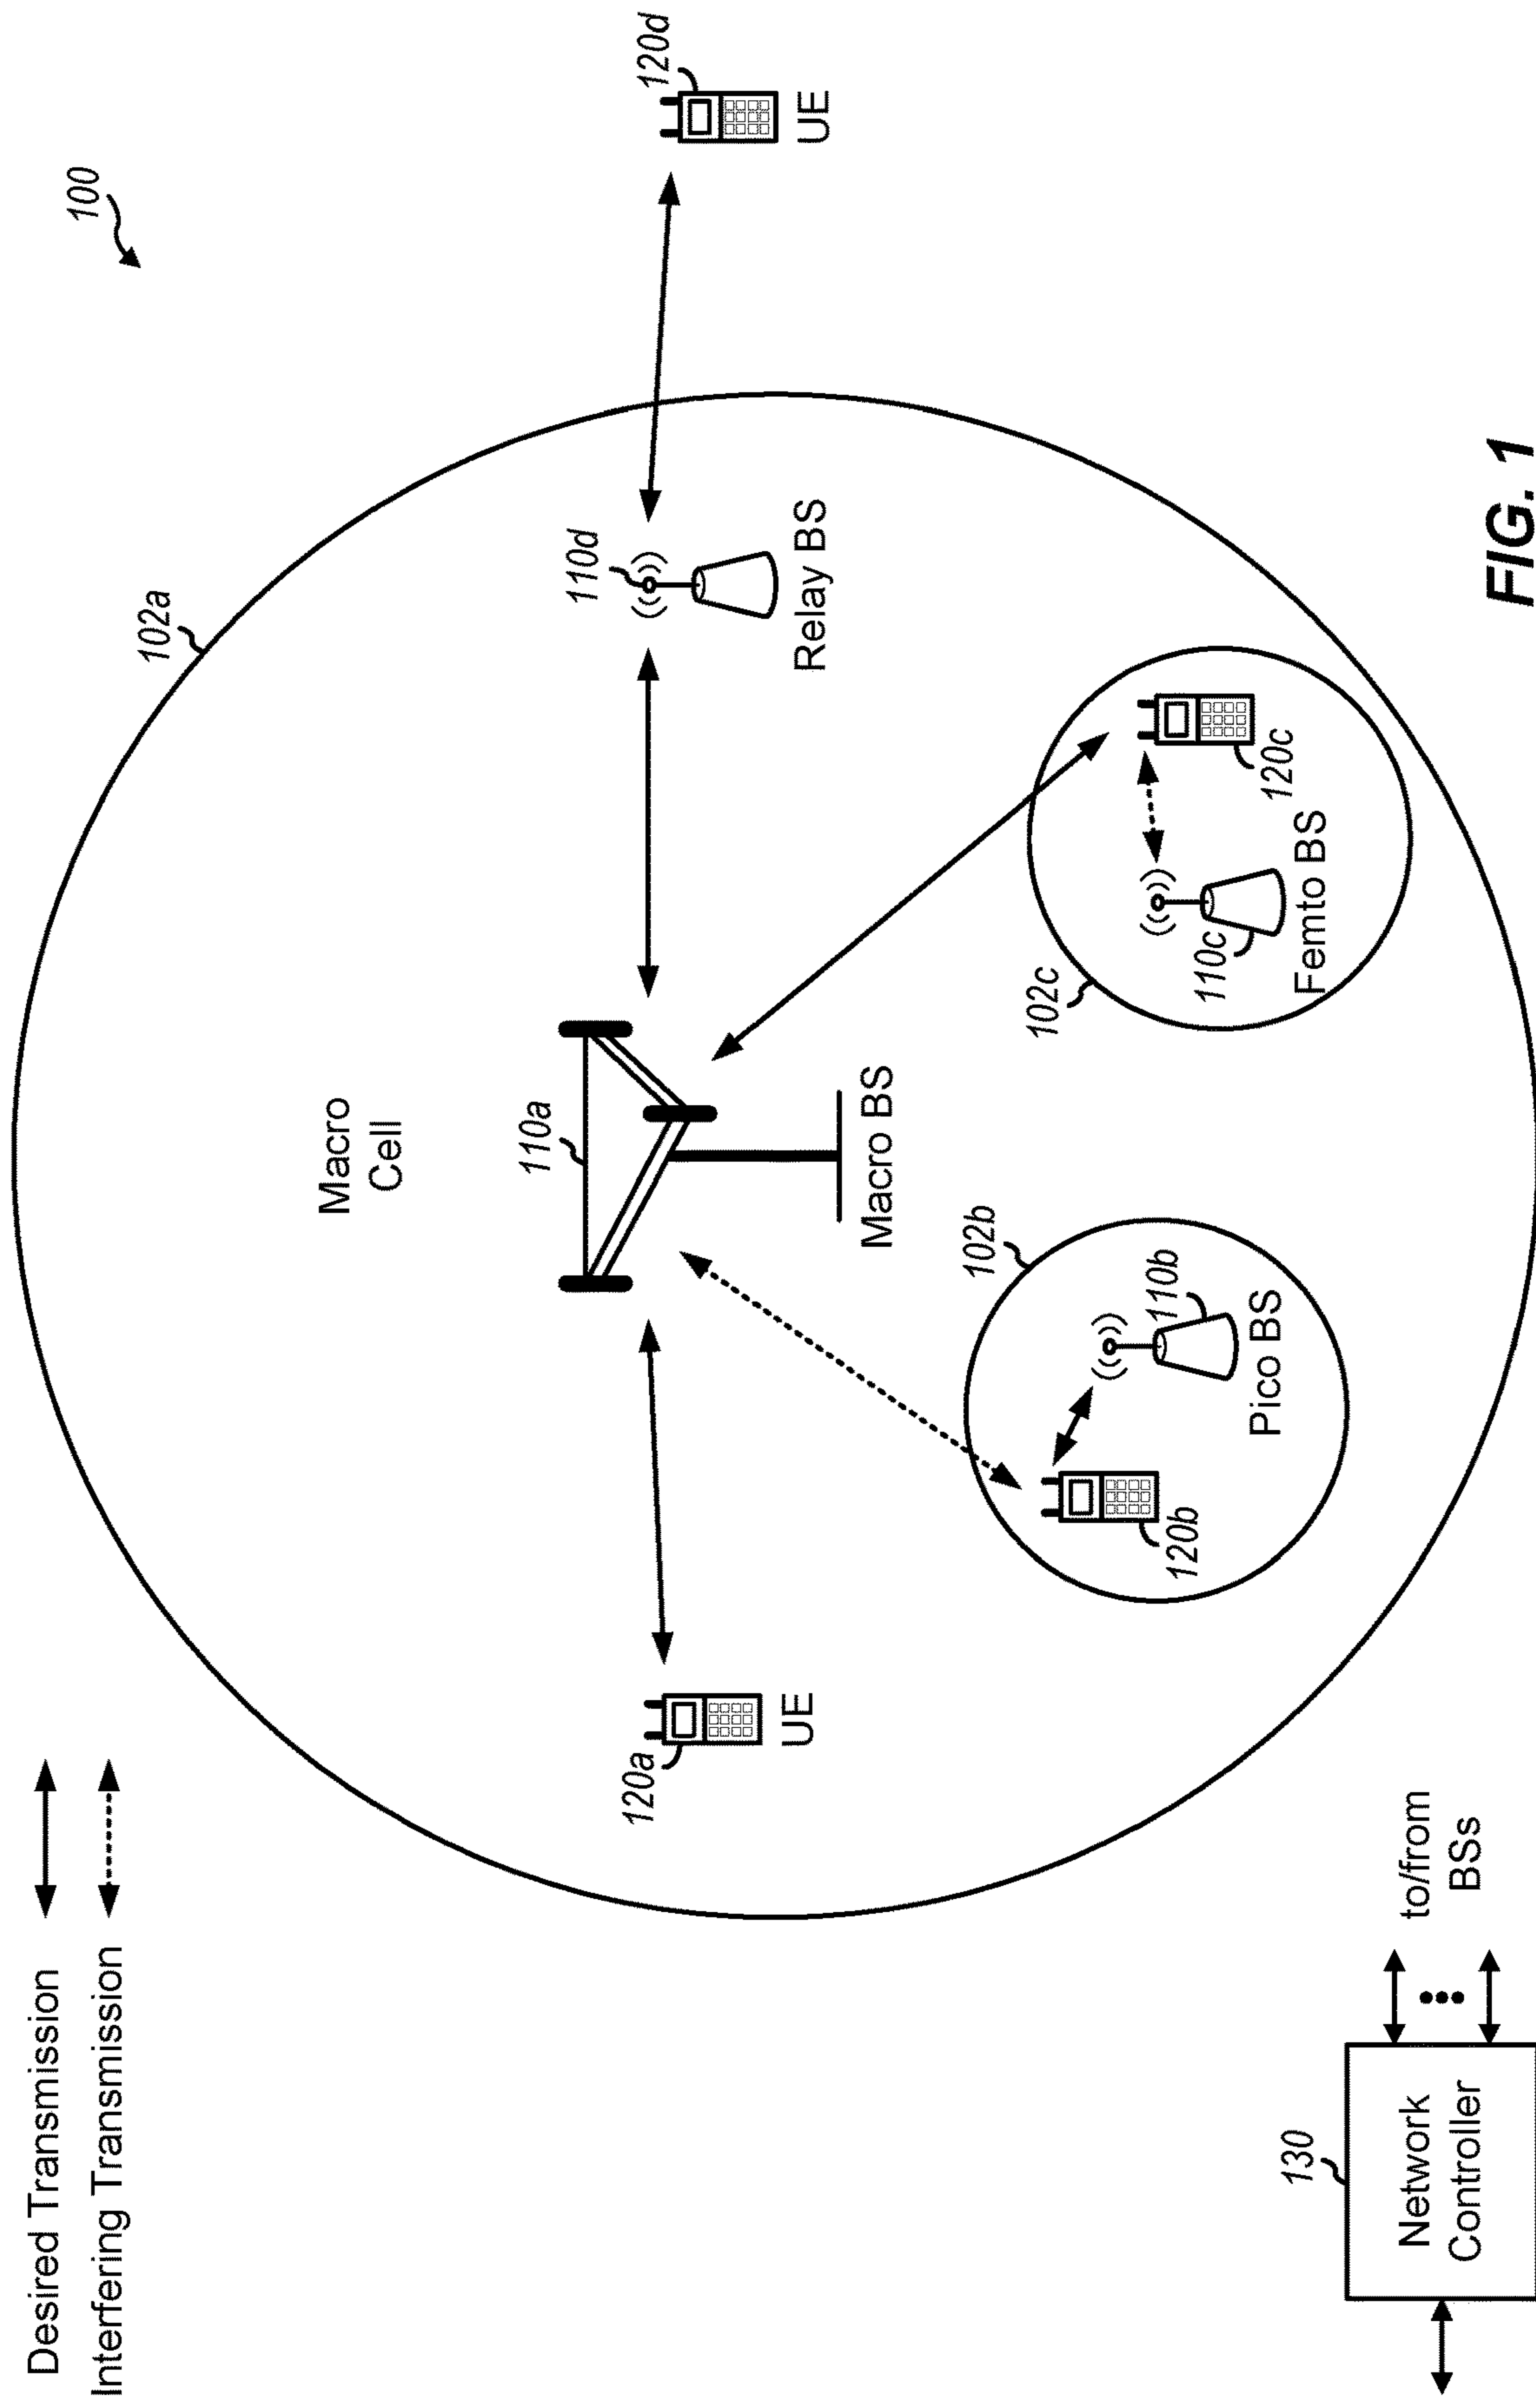 Desired Transmission
Interfering Transmission
100
102a
Macro
Cell
110a
Macro BS
110d
Relay BS
120d
UE
120a
UE
102b
110b
Pico BS
120b
102c
110c
Femto BS
120c
130
Network
Controller
to/from
BSs
FIG. 1